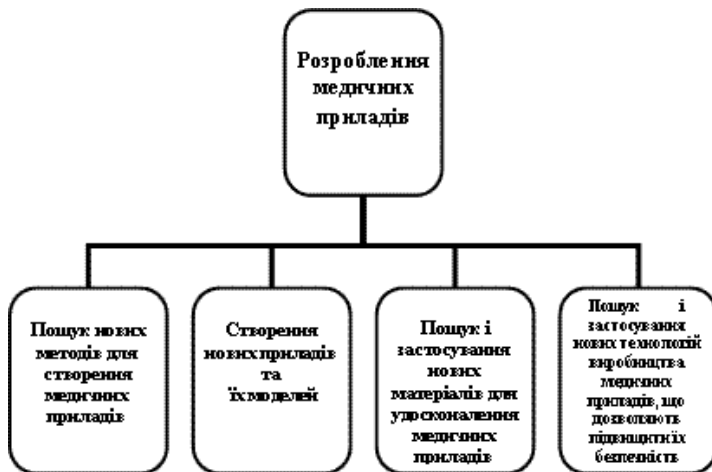 Розроблення
медичних
приладів
Пошук нових
методів для
створення
медичних
приладів
Створення
нових приладів
та
їх моделей
Пошук і
застосування
нових
матеріалів для
удосконалення
медичних
приладів
Пошук і
застосування
нових технологій
виробництва
медичних
приладів, що
дозволяють
підвищити їх
безпечність